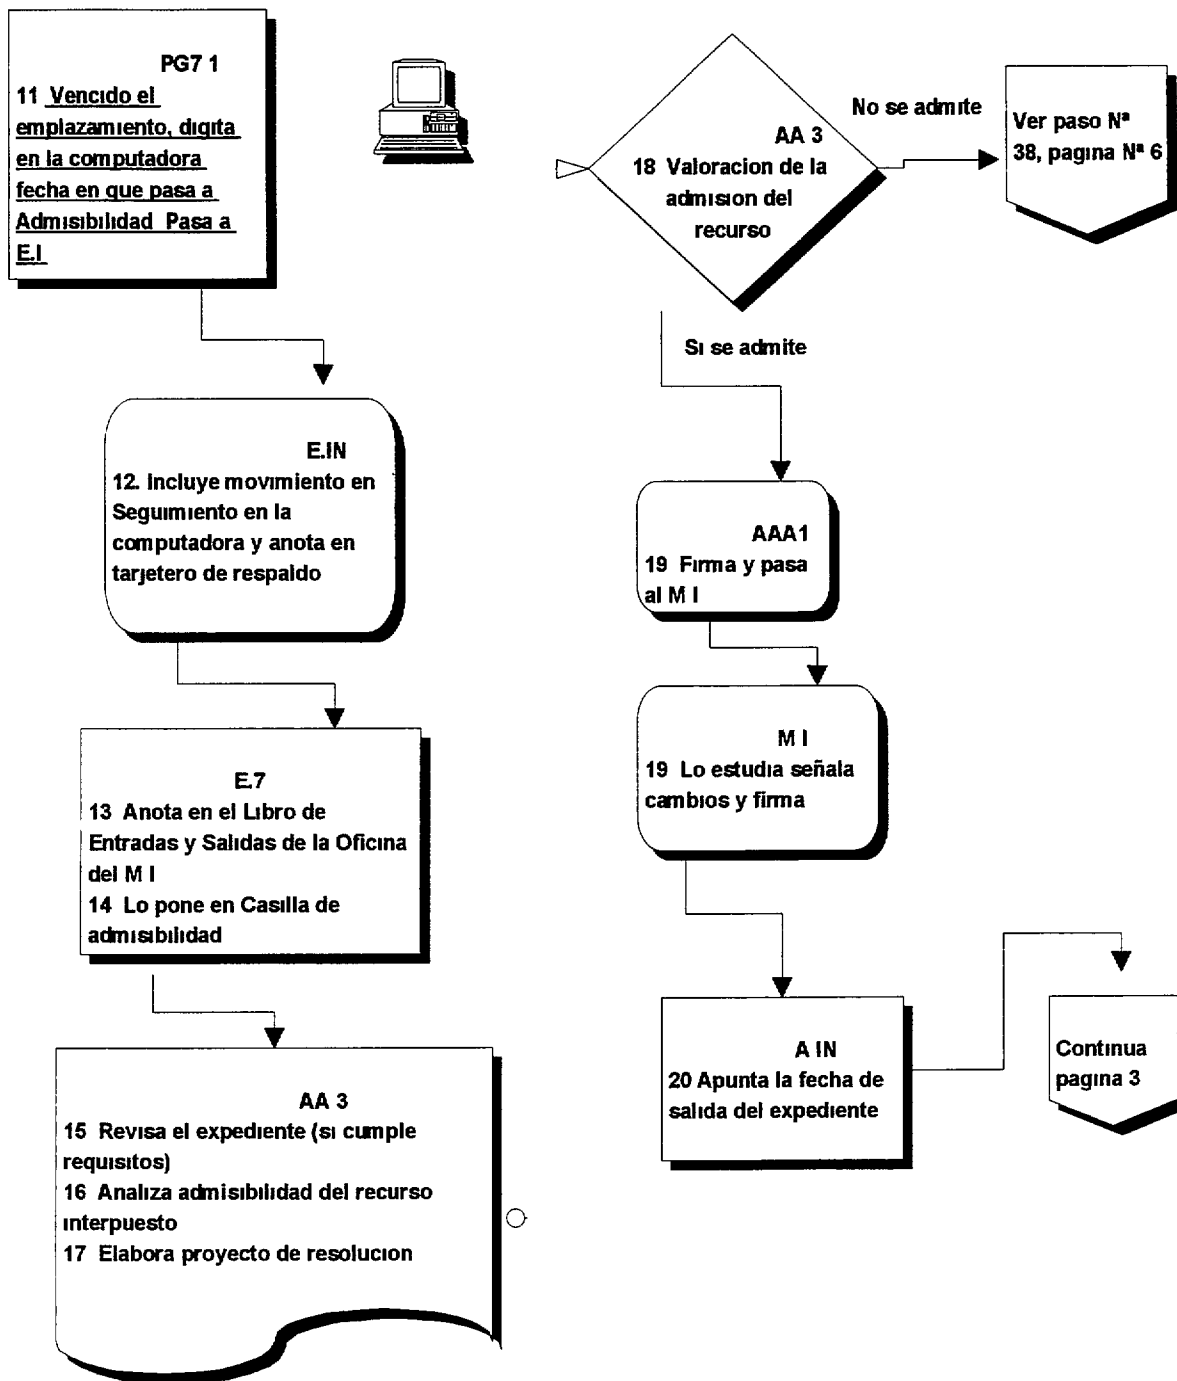 PG7 1
11 Vencido el
emplazamiento, digita
en la computadora
fecha en que pasa a
Admisibilidad Pasa a
E.I
E.IN
12. Incluye movimiento en
Seguimiento en la
computadora y anota en
tarjetero de respaldo
E.7
13 Anota en el Libro de
Entradas y Salidas de la Oficina
del M I
14 Lo pone en Casilla de
admisibilidad
AA 3
15 Revisa el expediente (si cumple
requisitos)
16 Analiza admisibilidad del recurso
interpuesto
17 Elabora proyecto de resolucion
AA 3
18 Valoracion de la
admision del
recurso
No se admite
Ver paso Nª
38, pagina Nª 6
Si se admite
AAA1
19 Firma y pasa
al M I
M I
19 Lo estudia señala
cambios y firma
A IN
20 Apunta la fecha de
salida del expediente
Continua
pagina 3